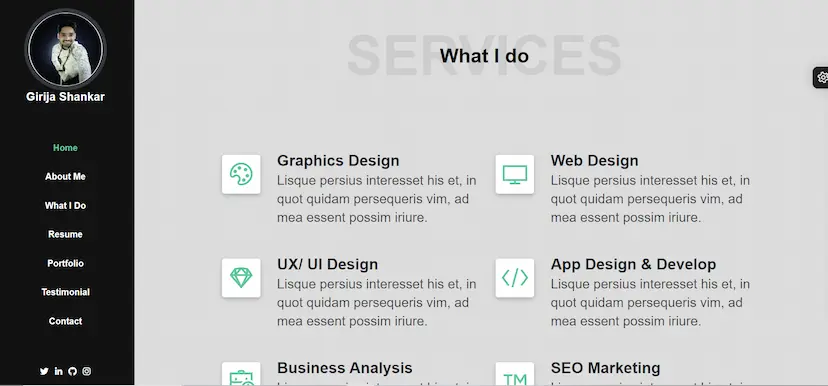 Girija Shankar
Home
About Me
What I Do
Resume
Portfolio
Testimonial
Contact
SERVICES
What I do
Graphics Design
Lisque persius interesset his et, in
quot quidam persequeris vim, ad
mea essent possim iriure.
Web Design
Lisque persius interesset his et, in
quot quidam persequeris vim, ad
mea essent possim iriure.
UX/ UI Design
Lisque persius interesset his et, in
quot quidam persequeris vim, ad
mea essent possim iriure.
App Design & Develop
Lisque persius interesset his et, in
quot quidam persequeris vim, ad
mea essent possim iriure.
Business Analysis
TM
SEO Marketing